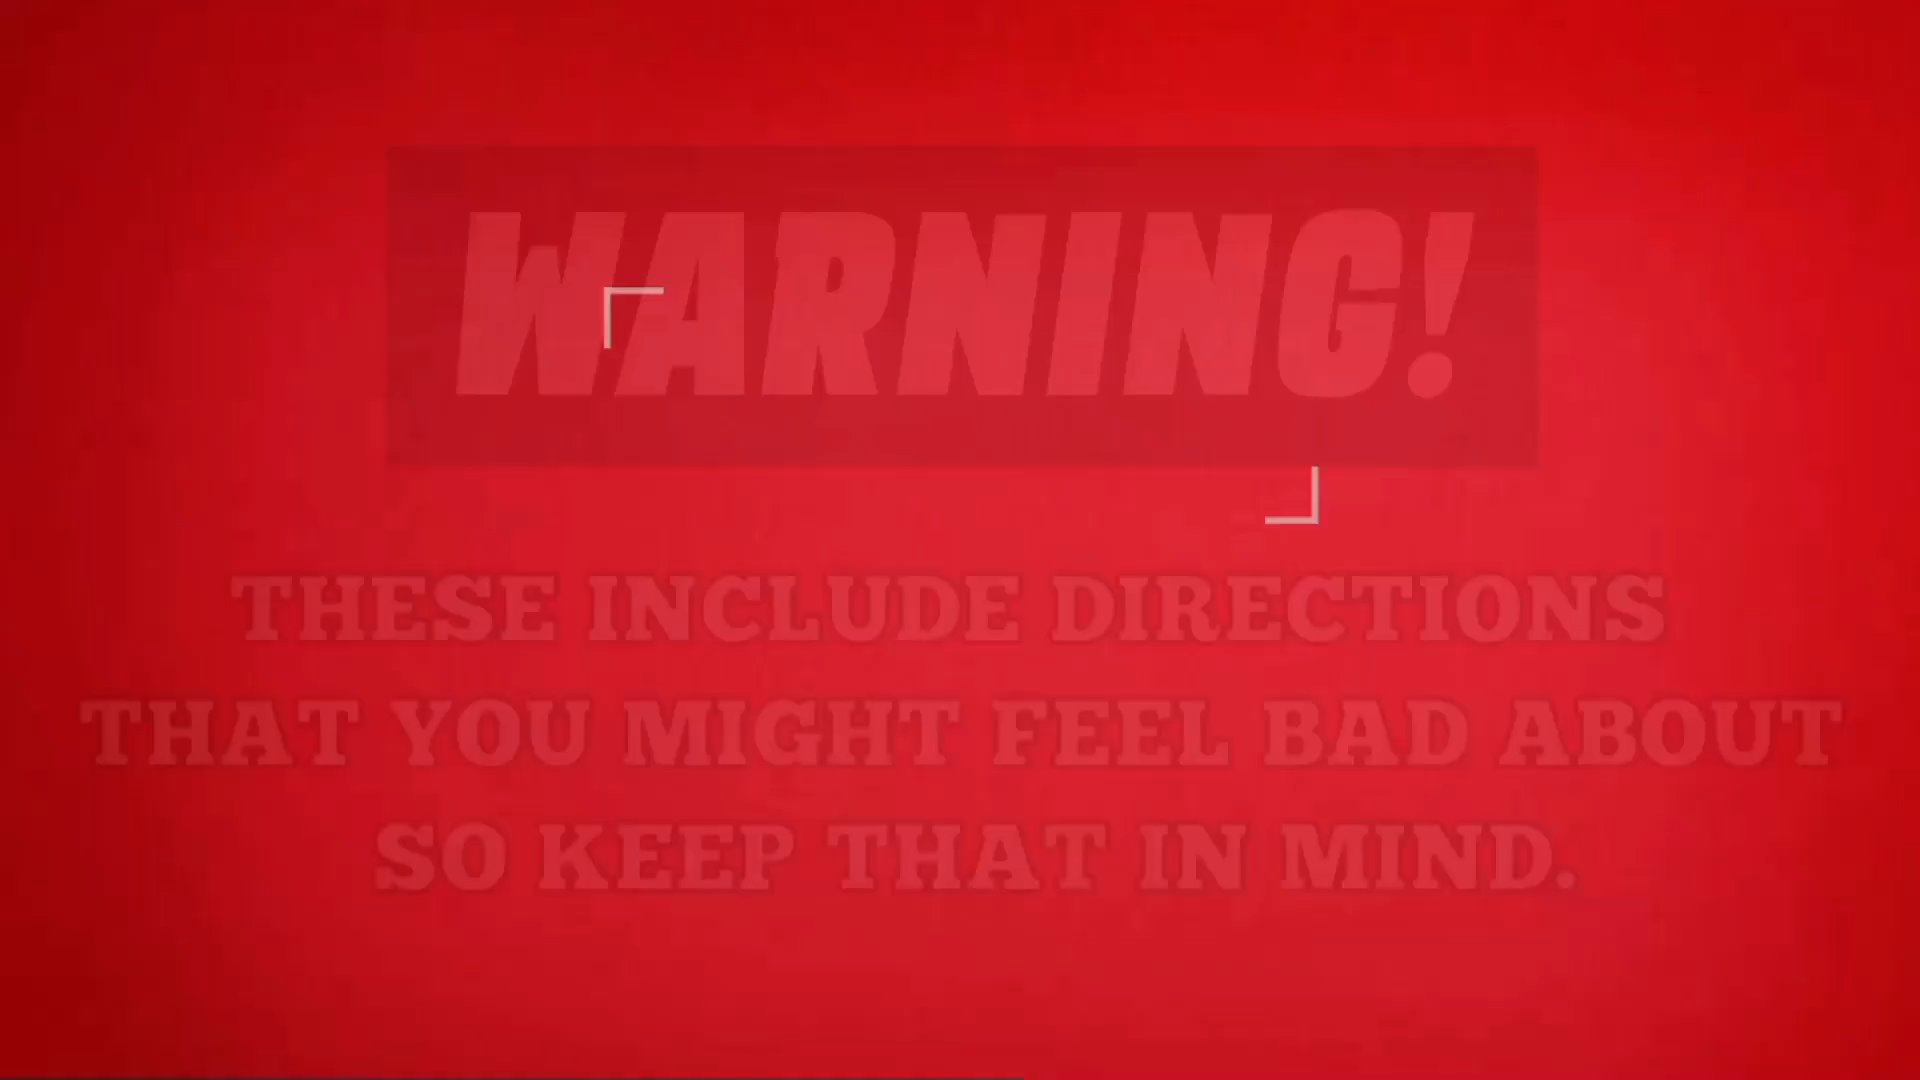 WARNING!
THESE INCLUDE DIRECTIONS
THAT YOU MIGHT FEEL BAD ABOUT
SO KEEP THAT IN MIND.